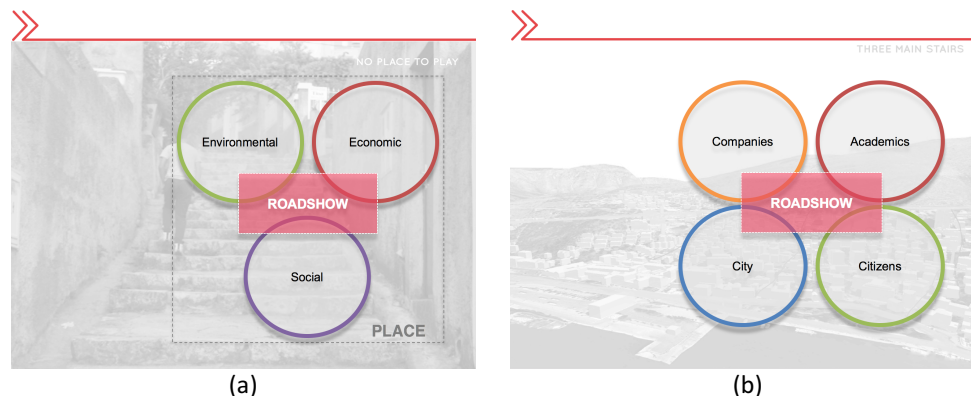 NO PLACE TO PLAY
Environmental
Economic
ROADSHOW
Social
PLACE
(a)
THREE MAIN STAIRS
Companies
Academics
ROADSHOW
City
Citizens
(b)